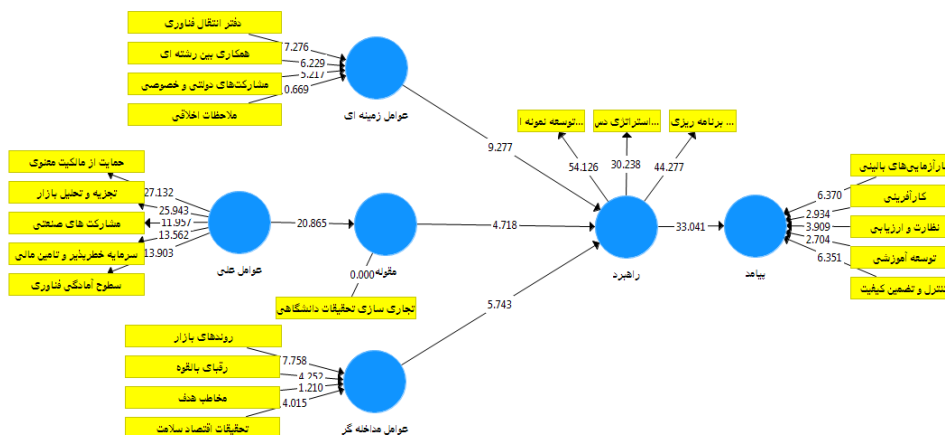 دفتر انتقال فناوری
7.276
همکاری بین رشته ای
6.229
مشارکت‌های دولتی و خصوصی
5.217
ملاحظات اخلاقی
0.669
عوامل زمینه ای
9.277
حمایت از مالکیت معنوی
27.132
تجزیه و تحلیل بازار
25.943
مشارکت های صنعتی
11.957
سرمایه خطرپذیر و تامین مالی
13.562
سطوح آمادگی فناوری
13.903
عوامل علی
20.865
مقوله
4.718
0.000
تجاری سازی تحقیقات دانشگاهی
روندهای بازار
7.758
رقبای بالقوه
4.252
مخاطب هدف
1.210
تحقیقات اقتصاد سلامت
4.015
عوامل مداخله گر
5.743
توسعه نمونه ا...
استراتژی دس...
برنامه ریزی ...
54.126
30.238
44.277
راهبرد
33.041
پیامد
کارآزمایی‌های بالینی
6.370
کارآفرینی
2.934
نظارت و ارزیابی
3.909
توسعه آموزشی
2.704
کنترل و تضمین کیفیت
6.351